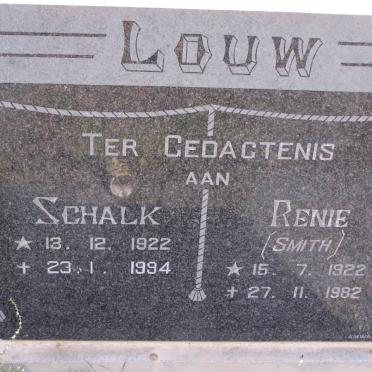 LOUW
TER GEDAGTENIS
AAN
SCHALK
★ 13. 12. 1922
+ 23. 1. 1994
RENIE
(SMITH)
★ 15. 7. 1922
+ 27. 11. 1982